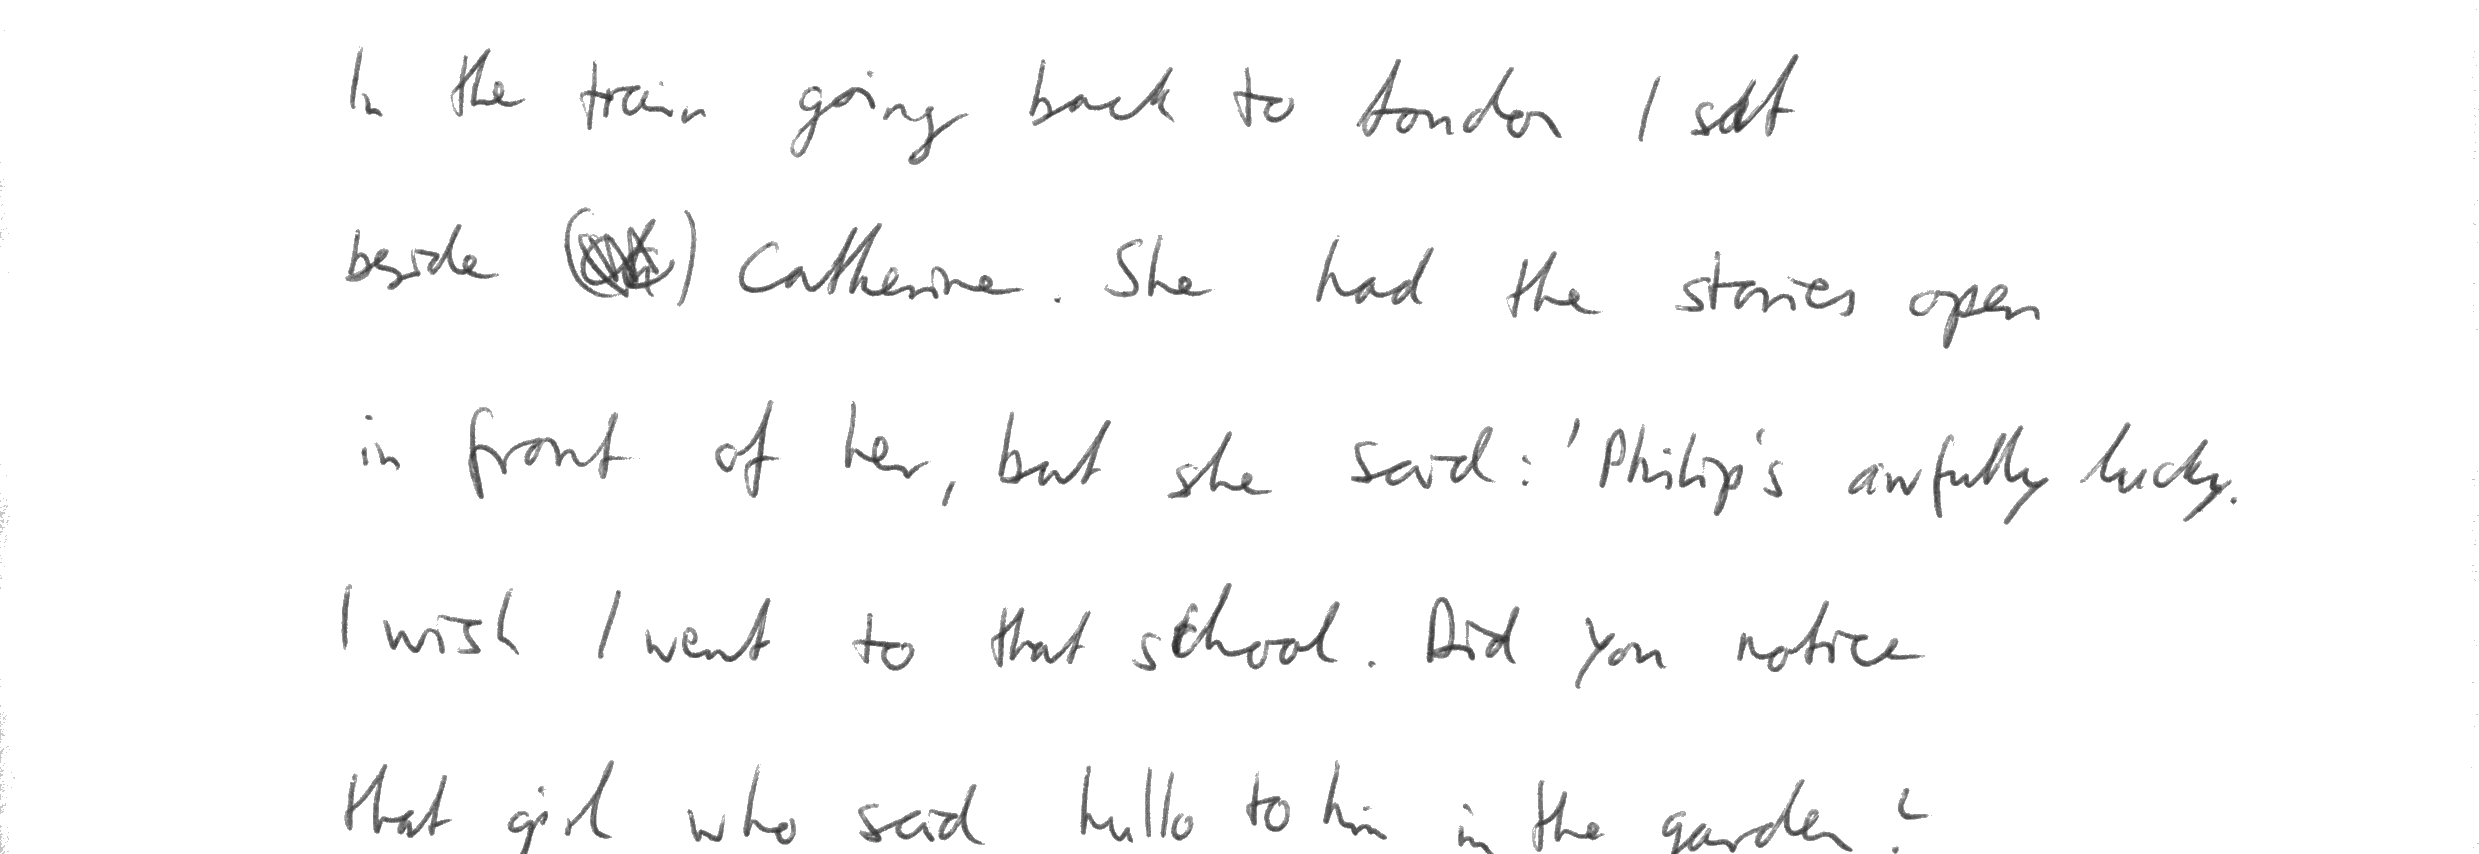 In the train going back to London I sat
beside Catherine. She had the stories open
in front of her, but she said: 'Philip's awfully lucky.
I wish I went to that school. Did you notice
that girl who said hullo to him in the garden?